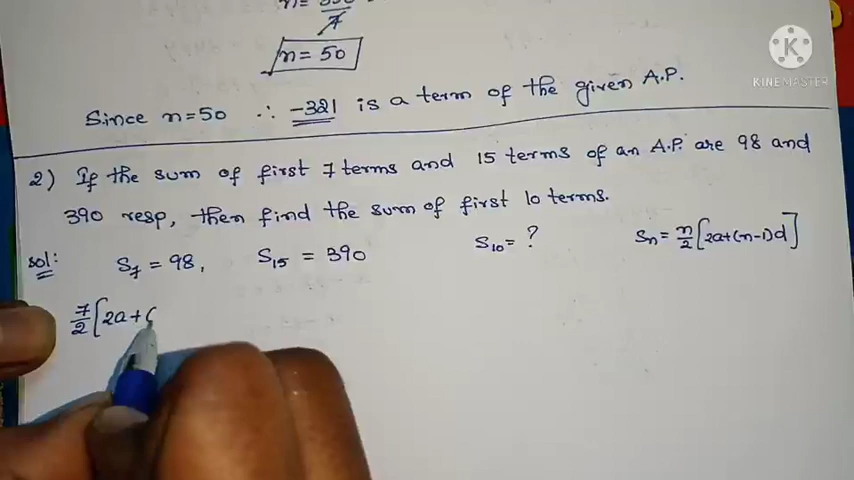 n=
7
n = 50
Since n=50 ∴ -321 is a term of the given A.P.
2) If the sum of first 7 terms and 15 terms of an A.P. are 98 and
390 resp, then find the sum of first 10 terms.
sol: S₇ = 98, S₁₅ = 390 S₁₀ = ? Sn = n/2 [2a+(n-1)d]
7/2 [2a+(
K
KINEMASTER